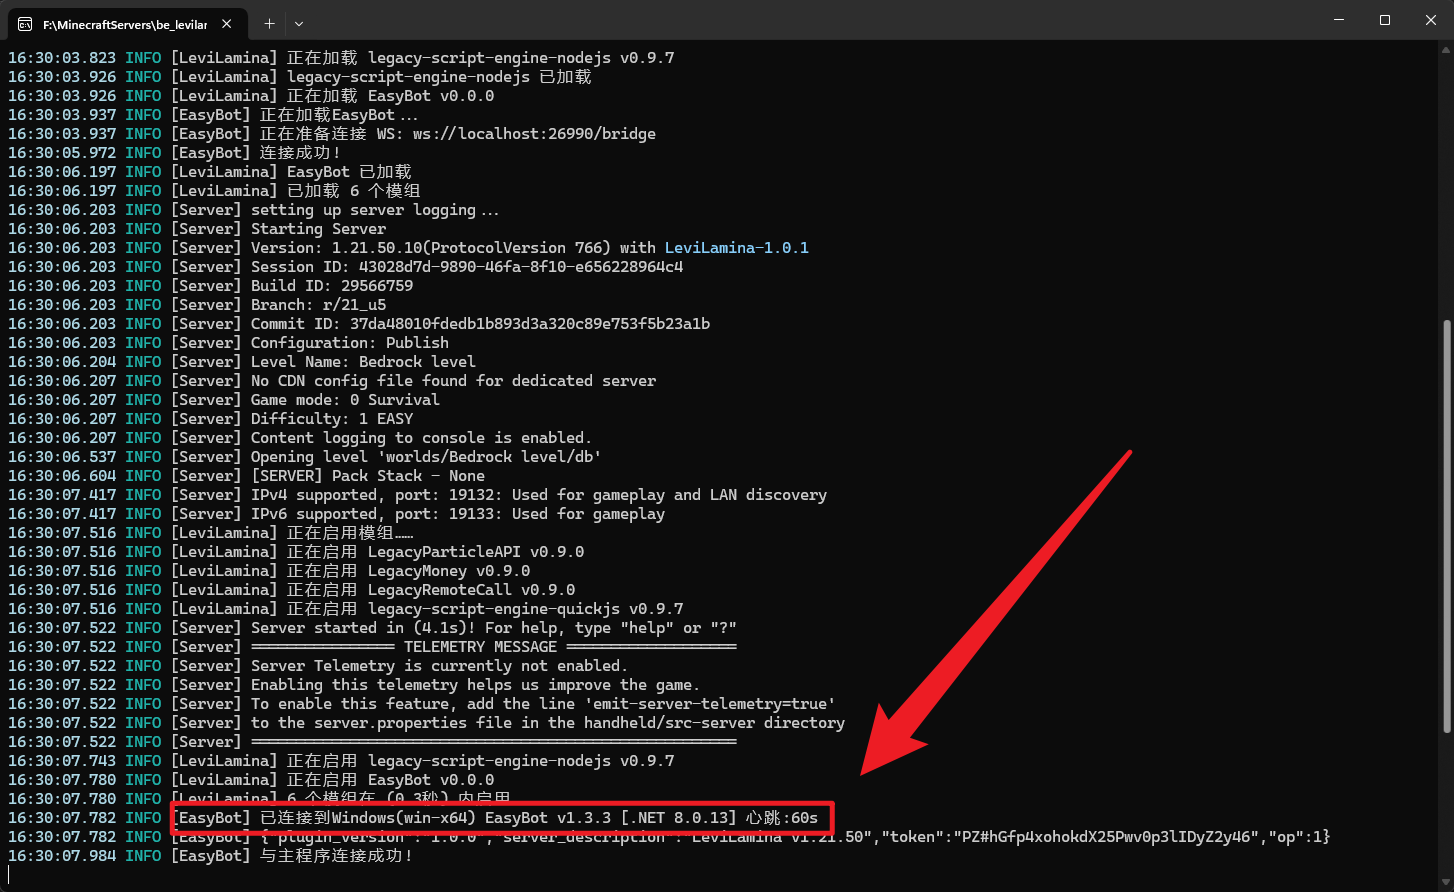 F:\MinecraftServers\be_levilar
16:30:03.823 INFO [LeviLamina] 正在加载 legacy-script-engine-nodejs v0.9.7
16:30:03.926 INFO [LeviLamina] legacy-script-engine-nodejs 已加载
16:30:03.926 INFO [LeviLamina] 正在加载 EasyBot v0.0.0
16:30:03.937 INFO [EasyBot] 正在加载EasyBot...
16:30:03.937 INFO [EasyBot] 正在准备连接 WS: ws://localhost:26990/bridge
16:30:05.972 INFO [EasyBot] 连接成功!
16:30:06.197 INFO [LeviLamina] EasyBot 已加载
16:30:06.197 INFO [LeviLamina] 已加载 6 个模组
16:30:06.203 INFO [Server] setting up server logging...
16:30:06.203 INFO [Server] Starting Server
16:30:06.203 INFO [Server] Version: 1.21.50.10(ProtocolVersion 766) with LeviLamina-1.0.1
16:30:06.203 INFO [Server] Session ID: 43028d7d-9890-46fa-8f10-e656228964c4
16:30:06.203 INFO [Server] Build ID: 29566759
16:30:06.203 INFO [Server] Branch: r/21_u5
16:30:06.203 INFO [Server] Commit ID: 37da48010fdedb1b893d3a320c89e753f5b23a1b
16:30:06.203 INFO [Server] Configuration: Publish
16:30:06.204 INFO [Server] Level Name: Bedrock level
16:30:06.207 INFO [Server] No CDN config file found for dedicated server
16:30:06.207 INFO [Server] Game mode: 0 Survival
16:30:06.207 INFO [Server] Difficulty: 1 EASY
16:30:06.207 INFO [Server] Content logging to console is enabled.
16:30:06.537 INFO [Server] Opening level 'worlds/Bedrock level/db'
16:30:06.604 INFO [Server] [SERVER] Pack Stack - None
16:30:07.417 INFO [Server] IPv4 supported, port: 19132: Used for gameplay and LAN discovery
16:30:07.417 INFO [Server] IPv6 supported, port: 19133: Used for gameplay
16:30:07.516 INFO [LeviLamina] 正在启用模组……
16:30:07.516 INFO [LeviLamina] 正在启用 LegacyParticleAPI v0.9.0
16:30:07.516 INFO [LeviLamina] 正在启用 LegacyMoney v0.9.0
16:30:07.516 INFO [LeviLamina] 正在启用 LegacyRemoteCall v0.9.0
16:30:07.516 INFO [LeviLamina] 正在启用 legacy-script-engine-quickjs v0.9.7
16:30:07.522 INFO [Server] Server started in (4.1s)! For help, type "help" or "?"
16:30:07.522 INFO [Server] ================ TELEMETRY MESSAGE ===================
16:30:07.522 INFO [Server] Server Telemetry is currently not enabled.
16:30:07.522 INFO [Server] Enabling this telemetry helps us improve the game.
16:30:07.522 INFO [Server] To enable this feature, add the line 'emit-server-telemetry=true'
16:30:07.522 INFO [Server] to the server.properties file in the handheld/src-server directory
16:30:07.522 INFO [Server] ======================================================
16:30:07.743 INFO [LeviLamina] 正在启用 legacy-script-engine-nodejs v0.9.7
16:30:07.780 INFO [LeviLamina] 正在启用 EasyBot v0.0.0
16:30:07.780 INFO [LeviLamina] 6 个模组在 (0.3秒) 内启用
16:30:07.782 INFO [EasyBot] 已连接到Windows(win-x64) EasyBot v1.3.3 [.NET 8.0.13] 心跳:60s
16:30:07.782 INFO [EasyBot] {"plugin_version":"1.0.0","server_description":"LeviLamina v1.21.50","token":"PZ#hGfp4xohokdX25Pwv0p3lIDyZ2y46","op":1}
16:30:07.984 INFO [EasyBot] 与主程序连接成功!